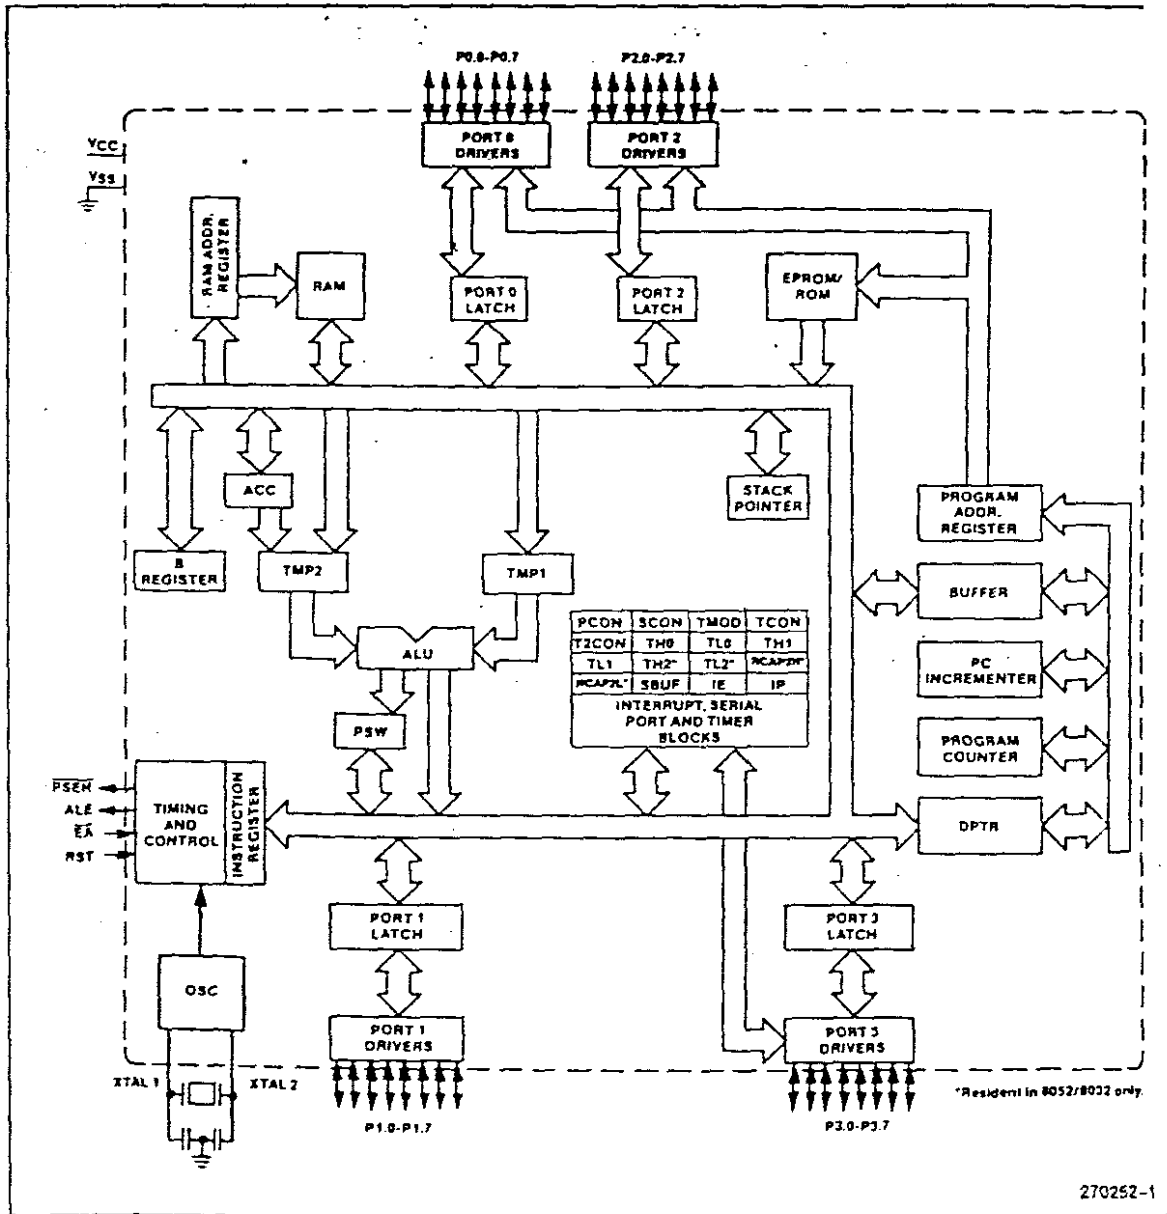 P0.0-P0.7
P2.0-P2.7
PORT 0
DRIVERS
PORT 2
DRIVERS
VCC
VSS
RAM ADDR.
REGISTER
RAM
PORT 0
LATCH
PORT 2
LATCH
EPROM/
ROM
B
REGISTER
ACC
TMP2
TMP1
STACK
POINTER
PROGRAM
ADDR.
REGISTER
BUFFER
PC
INCREMENTER
PROGRAM
COUNTER
DPTR
ALU
PSW
PCON SCON TMOD TCON
T2CON TH0 TL0 TH1
TL1 TH2* TL2* RCAP2H*
RCAP2L* SBUF IE IP
INTERRUPT, SERIAL
PORT AND TIMER
BLOCKS
PSEN
ALE
EA
RST
TIMING
AND
CONTROL
INSTRUCTION
REGISTER
OSC
XTAL 1
XTAL 2
PORT 1
LATCH
PORT 1
DRIVERS
P1.0-P1.7
PORT 3
LATCH
PORT 3
DRIVERS
P3.0-P3.7
*Resident in 8052/8032 only.
270252-1